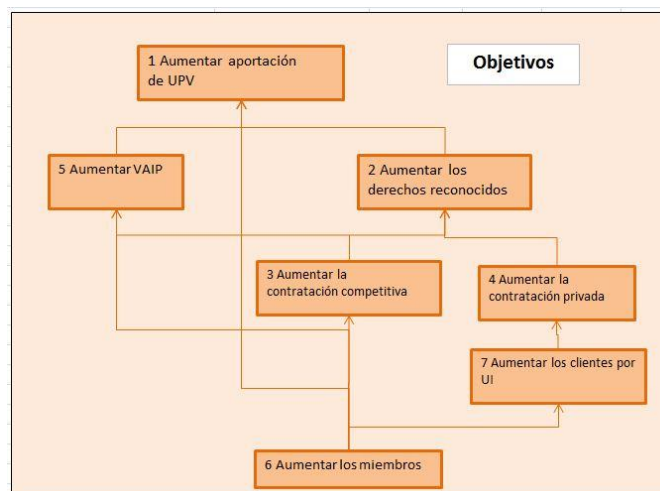 1 Aumentar aportación
de UPV
Objetivos
5 Aumentar VAIP
2 Aumentar los
derechos reconocidos
3 Aumentar la
contratación competitiva
4 Aumentar la
contratación privada
7 Aumentar los clientes por
UI
6 Aumentar los miembros